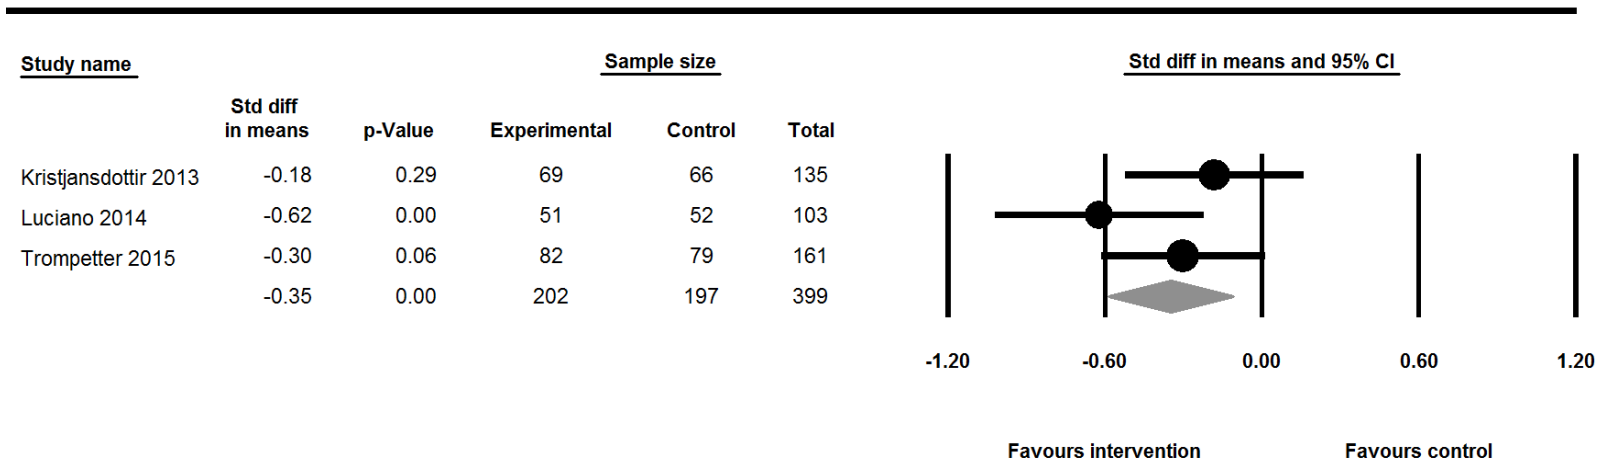 Study name Sample size Std diff in means and 95% CI
Std diff
in means p-Value Experimental Control Total
Kristjansdottir 2013 -0.18 0.29 69 66 135
Luciano 2014 -0.62 0.00 51 52 103
Trompetter 2015 -0.30 0.06 82 79 161
-0.35 0.00 202 197 399
-1.20 -0.60 0.00 0.60 1.20
Favours intervention Favours control